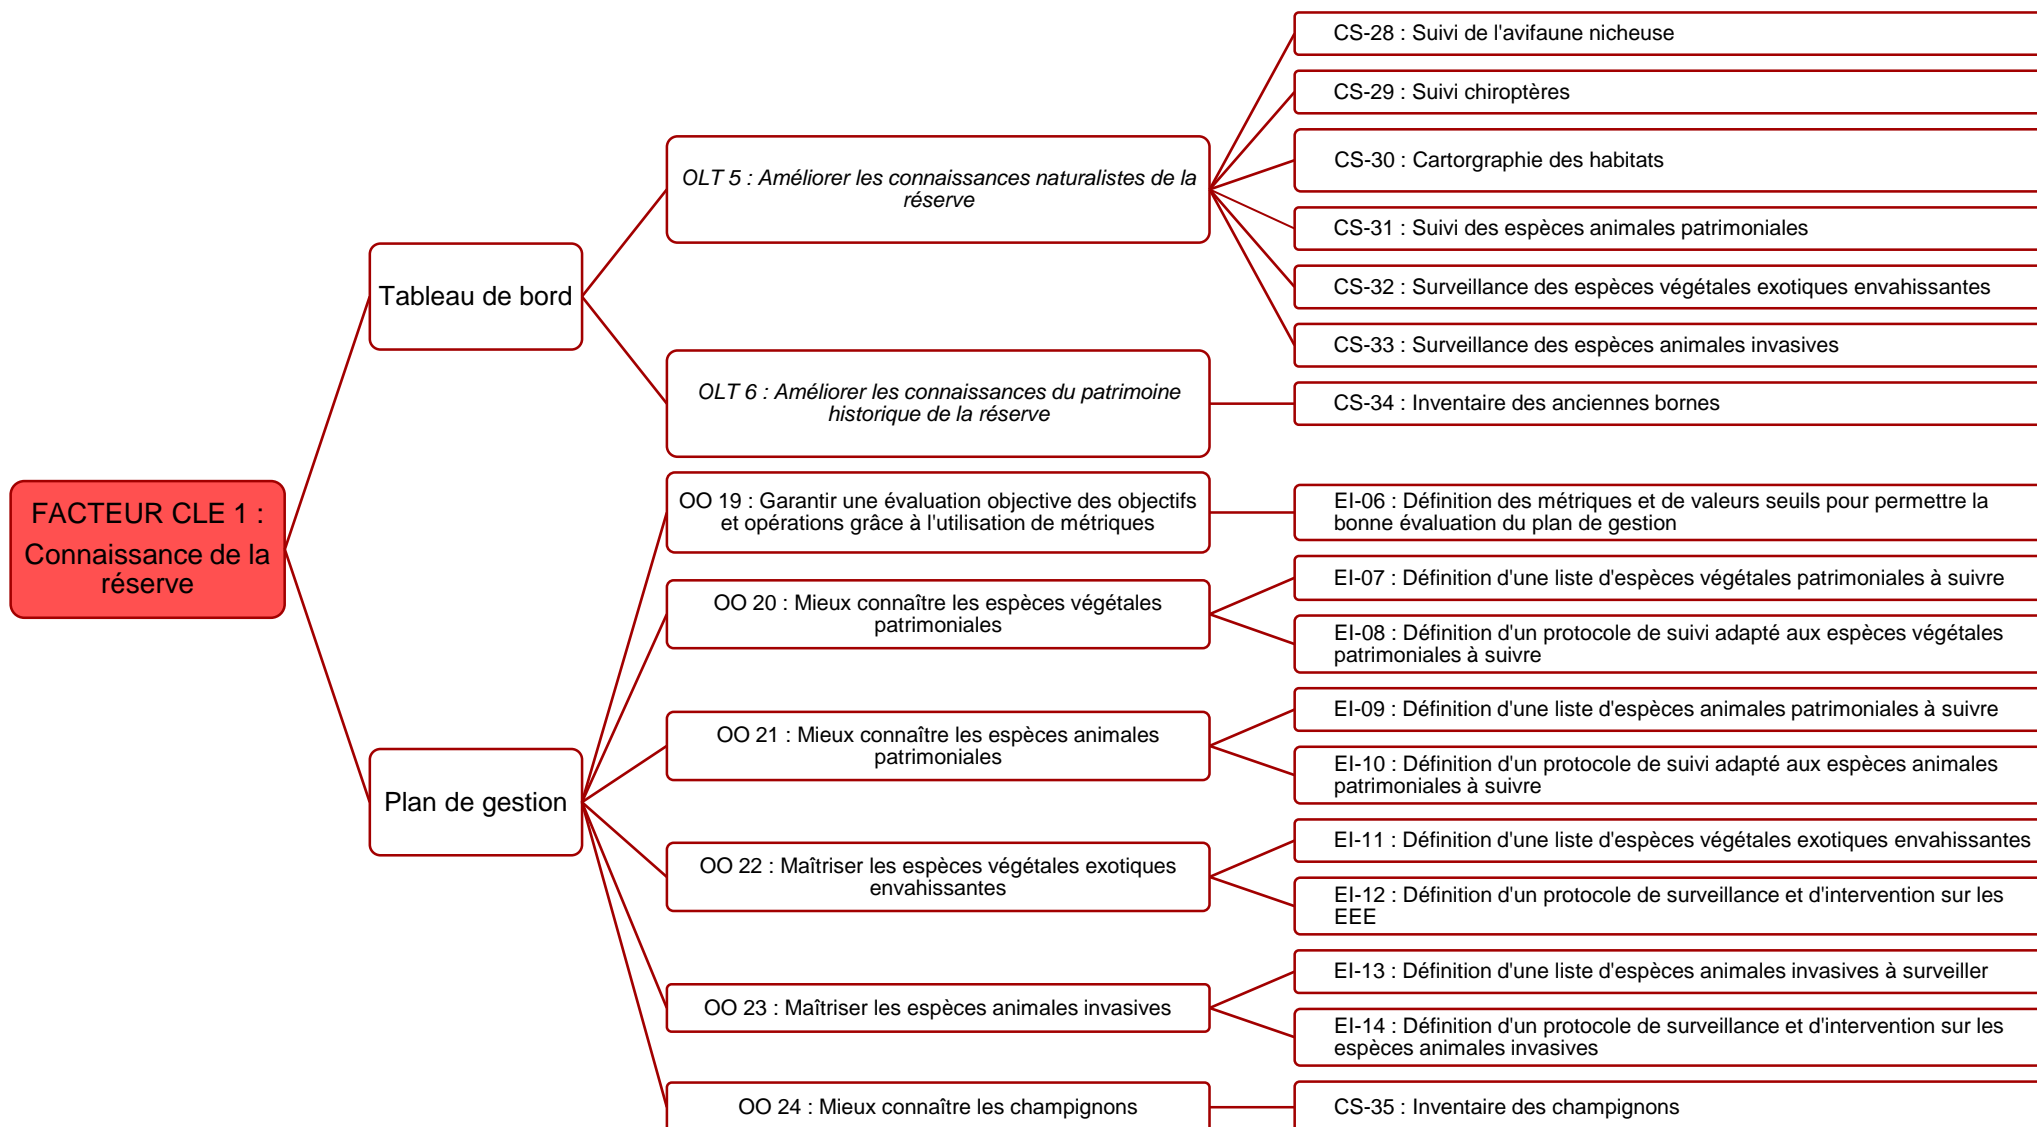 FACTEUR CLE 1 :
Connaissance de la
réserve
Tableau de bord
OLT 5 : Améliorer les connaissances naturalistes de la
réserve
CS-28 : Suivi de l'avifaune nicheuse
CS-29 : Suivi chiroptères
CS-30 : Cartorgraphie des habitats
CS-31 : Suivi des espèces animales patrimoniales
CS-32 : Surveillance des espèces végétales exotiques envahissantes
CS-33 : Surveillance des espèces animales invasives
OLT 6 : Améliorer les connaissances du patrimoine
historique de la réserve
CS-34 : Inventaire des anciennes bornes
Plan de gestion
OO 19 : Garantir une évaluation objective des objectifs
et opérations grâce à l'utilisation de métriques
EI-06 : Définition des métriques et de valeurs seuils pour permettre la
bonne évaluation du plan de gestion
OO 20 : Mieux connaître les espèces végétales
patrimoniales
EI-07 : Définition d'une liste d'espèces végétales patrimoniales à suivre
EI-08 : Définition d'un protocole de suivi adapté aux espèces végétales
patrimoniales à suivre
OO 21 : Mieux connaître les espèces animales
patrimoniales
EI-09 : Définition d'une liste d'espèces animales patrimoniales à suivre
EI-10 : Définition d'un protocole de suivi adapté aux espèces animales
patrimoniales à suivre
OO 22 : Maîtriser les espèces végétales exotiques
envahissantes
EI-11 : Définition d'une liste d'espèces végétales exotiques envahissantes
EI-12 : Définition d'un protocole de surveillance et d'intervention sur les
EEE
OO 23 : Maîtriser les espèces animales invasives
EI-13 : Définition d'une liste d'espèces animales invasives à surveiller
EI-14 : Définition d'un protocole de surveillance et d'intervention sur les
espèces animales invasives
OO 24 : Mieux connaître les champignons
CS-35 : Inventaire des champignons